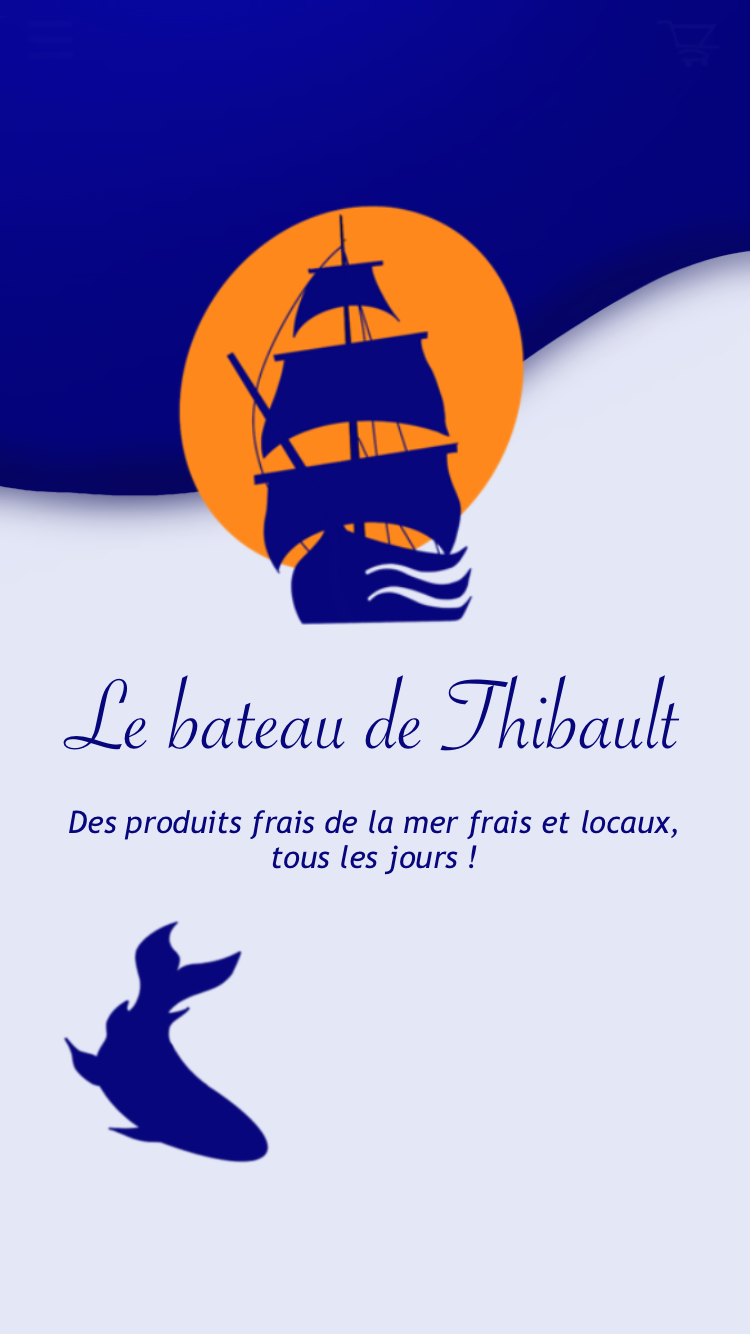 Le bateau de Thibault
Des produits frais de la mer frais et locaux,
tous les jours !